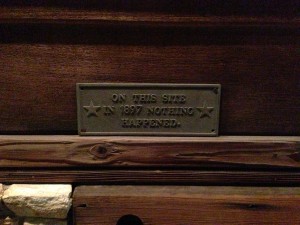 ON THIS SITE
IN 1897 NOTHING
HAPPENED.